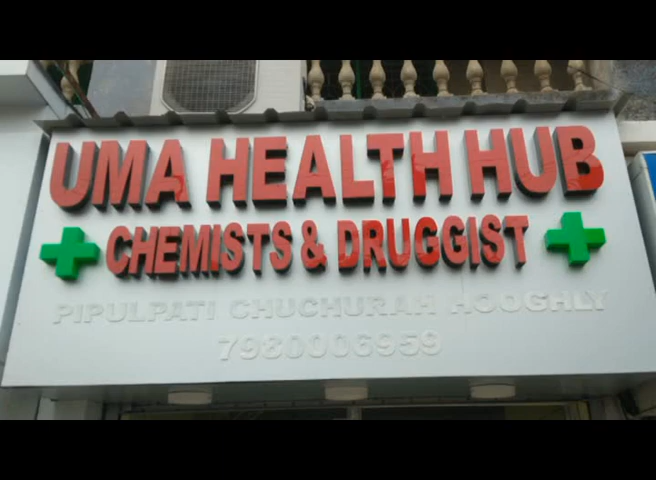 UMA HEALTH HUB
CHEMISTS & DRUGGIST
PIPULPATI CHUCHURAH HOOGHLY
7980006959